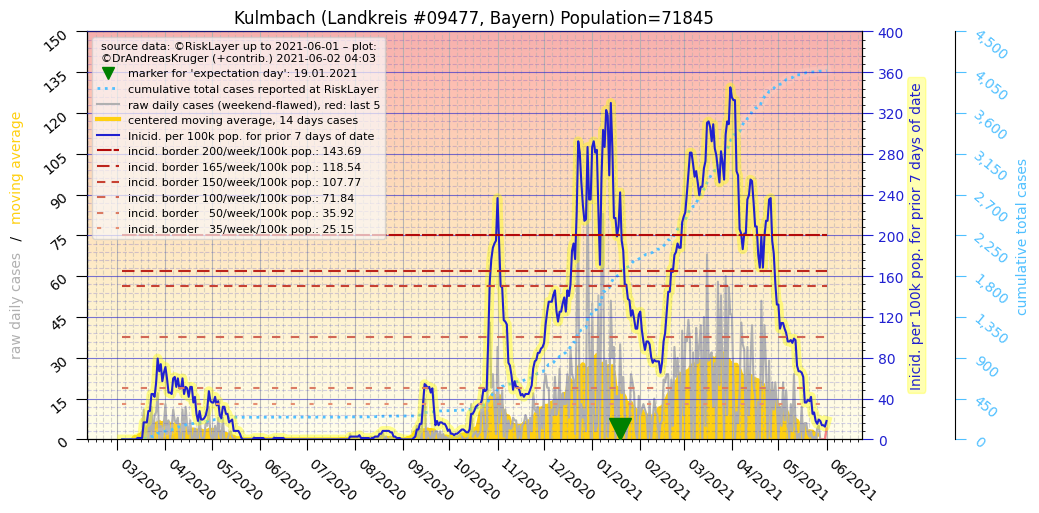 Kulmbach (Landkreis #09477, Bayern) Population=71845
source data: ©RiskLayer up to 2021-06-01 – plot:
©DrAndreasKruger (+contrib.) 2021-06-02 04:03
marker for 'expectation day': 19.01.2021
cumulative total cases reported at RiskLayer
raw daily cases (weekend-flawed), red: last 5
centered moving average, 14 days cases
Inicid. per 100k pop. for prior 7 days of date
incid. border 200/week/100k pop.: 143.69
incid. border 165/week/100k pop.: 118.54
incid. border 150/week/100k pop.: 107.77
incid. border 100/week/100k pop.: 71.84
incid. border   50/week/100k pop.: 35.92
incid. border   35/week/100k pop.: 25.15
raw daily cases  /  moving average
150
135
120
105
90
75
60
45
30
15
0
03/2020
04/2020
05/2020
06/2020
07/2020
08/2020
09/2020
10/2020
11/2020
12/2020
01/2021
02/2021
03/2021
04/2021
05/2021
06/2021
400
360
320
280
240
200
160
120
80
40
0
Inicid. per 100k pop. for prior 7 days of date
4,500
4,050
3,600
3,150
2,700
2,250
1,800
1,350
900
450
0
cumulative total cases